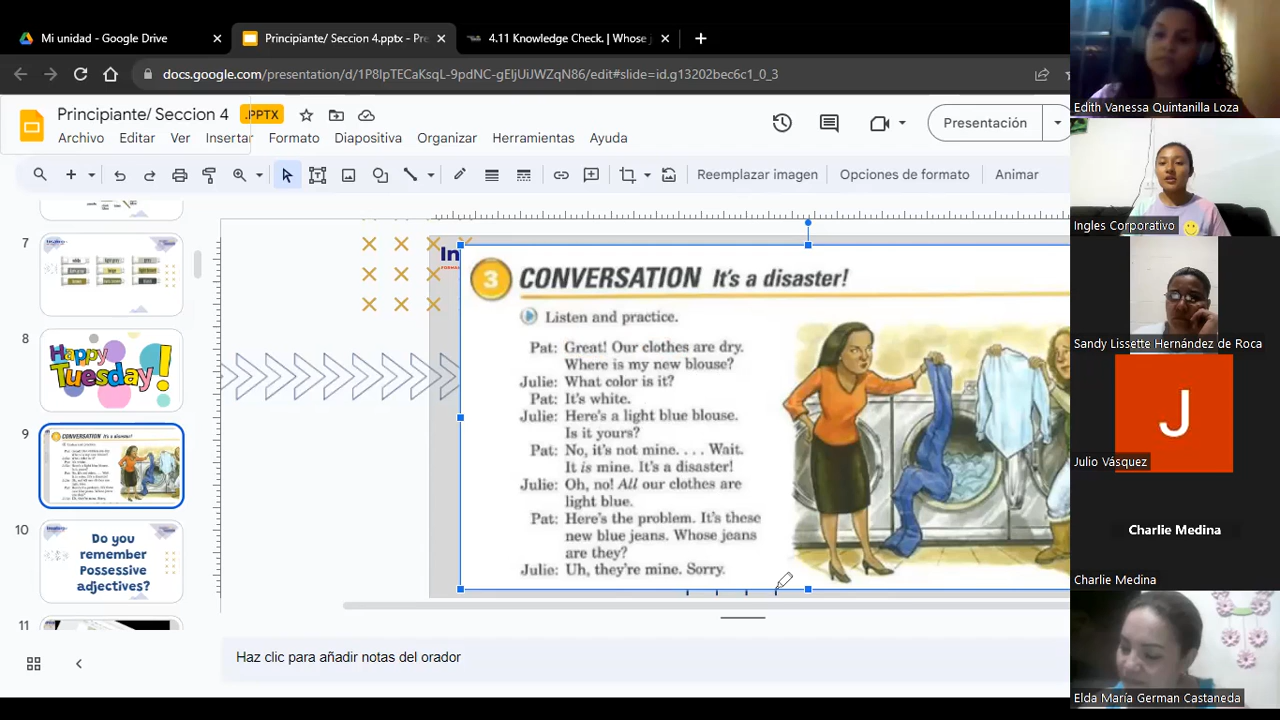 Mi unidad - Google Drive
Principiante/ Seccion 4.pptx - Pre
4.11 Knowledge Check. | Whose j
docs.google.com/presentation/d/1P8IpTECaKsqL-9pdNC-gEIjUiJWZqN86/edit#slide=id.g13202bec6c1_0_3
Principiante/ Seccion 4
.PPTX
Archivo Editar Ver Insertar Formato Diapositiva Organizar Herramientas Ayuda
Presentación
Reemplazar imagen Opciones de formato Animar
7
8
Happy
Tuesday!
9
CONVERSATION It's a disaster!
10
Do you
remember
Possessive
adjectives?
11
In
3 CONVERSATION It's a disaster!
Listen and practice.
Pat: Great! Our clothes are dry.
Where is my new blouse?
Julie: What color is it?
Pat: It's white.
Julie: Here's a light blue blouse.
Is it yours?
Pat: No, it's not mine. . . . Wait.
It is mine. It's a disaster!
Julie: Oh, no! All our clothes are
light blue.
Pat: Here's the problem. It's these
new blue jeans. Whose jeans
are they?
Julie: Uh, they're mine. Sorry.
Haz clic para añadir notas del orador
Edith Vanessa Quintanilla Loza
Ingles Corporativo
Sandy Lissette Hernández de Roca
J
Julio Vásquez
Charlie Medina
Charlie Medina
Elda María German Castaneda